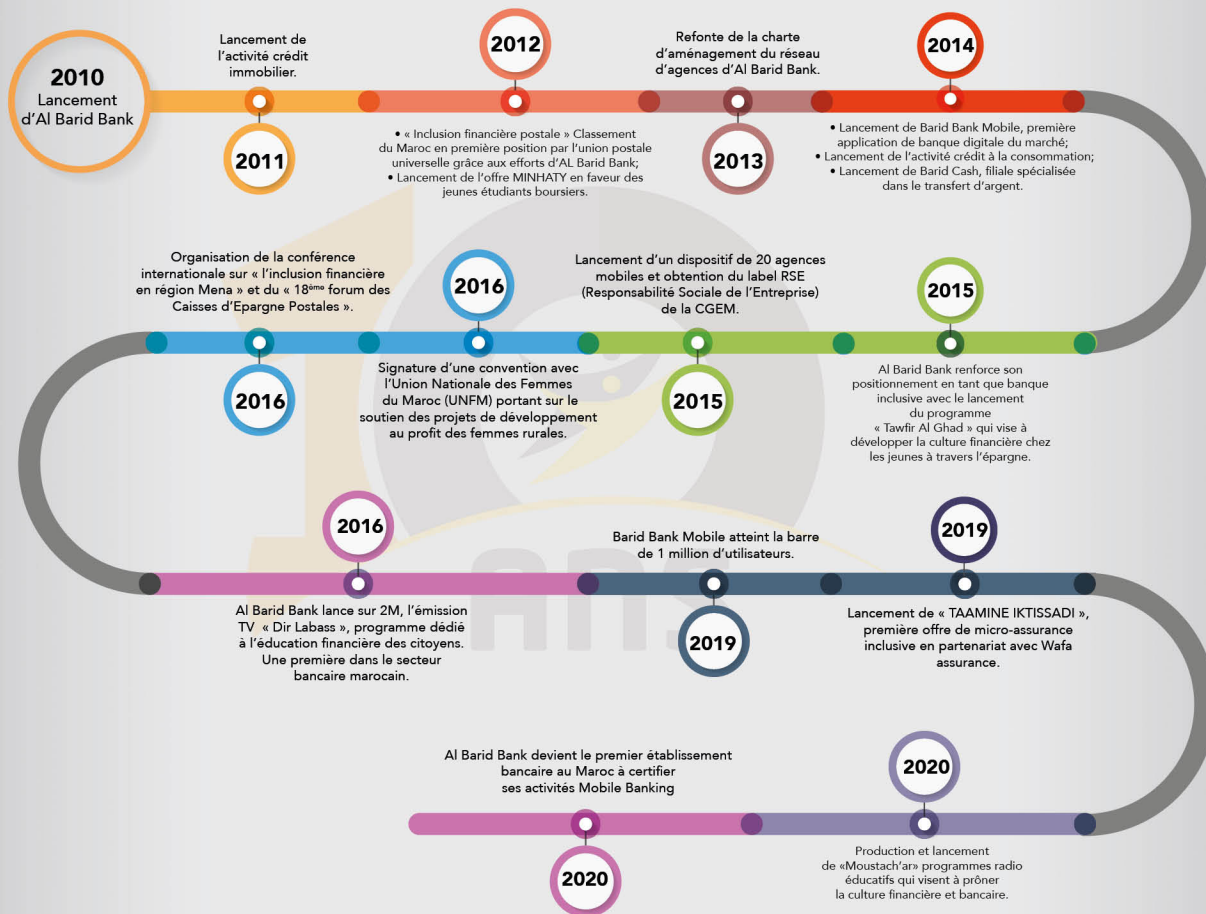 2010
Lancement
d'Al Barid Bank
Lancement de
l'activité crédit
immobilier.
2011
2012
• « Inclusion financière postale » Classement
du Maroc en première position par l'union postale
universelle grâce aux efforts d'AL Barid Bank;
• Lancement de l'offre MINHATY en faveur des
jeunes étudiants boursiers.
Refonte de la charte
d'aménagement du réseau
d'agences d'Al Barid Bank.
2013
2014
• Lancement de Barid Bank Mobile, première
application de banque digitale du marché;
• Lancement de l'activité crédit à la consommation;
• Lancement de Barid Cash, filiale spécialisée
dans le transfert d'argent.
2015
Al Barid Bank renforce son
positionnement en tant que banque
inclusive avec le lancement
du programme
« Tawfir Al Ghad » qui vise à
développer la culture financière chez
les jeunes à travers l'épargne.
Lancement d'un dispositif de 20 agences
mobiles et obtention du label RSE
(Responsabilité Sociale de l'Entreprise)
de la CGEM.
2015
2016
Signature d'une convention avec
l'Union Nationale des Femmes
du Maroc (UNFM) portant sur le
soutien des projets de développement
au profit des femmes rurales.
Organisation de la conférence
internationale sur « l'inclusion financière
en région Mena » et du « 18ème forum des
Caisses d'Epargne Postales ».
2016
2016
Al Barid Bank lance sur 2M, l'émission
TV « Dir Labass », programme dédié
à l'éducation financière des citoyens.
Une première dans le secteur
bancaire marocain.
Barid Bank Mobile atteint la barre
de 1 million d'utilisateurs.
2019
2019
Lancement de « TAAMINE IKTISSADI »,
première offre de micro-assurance
inclusive en partenariat avec Wafa
assurance.
2020
Production et lancement
de «Moustach'ar» programmes radio
éducatifs qui visent à prôner
la culture financière et bancaire.
Al Barid Bank devient le premier établissement
bancaire au Maroc à certifier
ses activités Mobile Banking
2020
10
ans